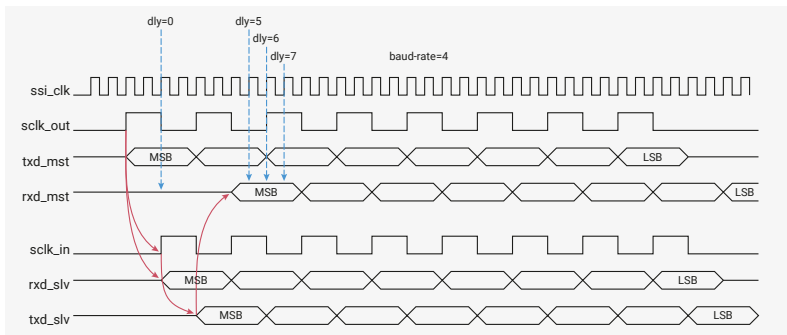 dly=0
dly=5
dly=6
dly=7
baud-rate=4
ssi_clk
sclk_out
txd_mst
MSB
LSB
rxd_mst
MSB
LSB
sclk_in
rxd_slv
MSB
LSB
txd_slv
MSB
LSB